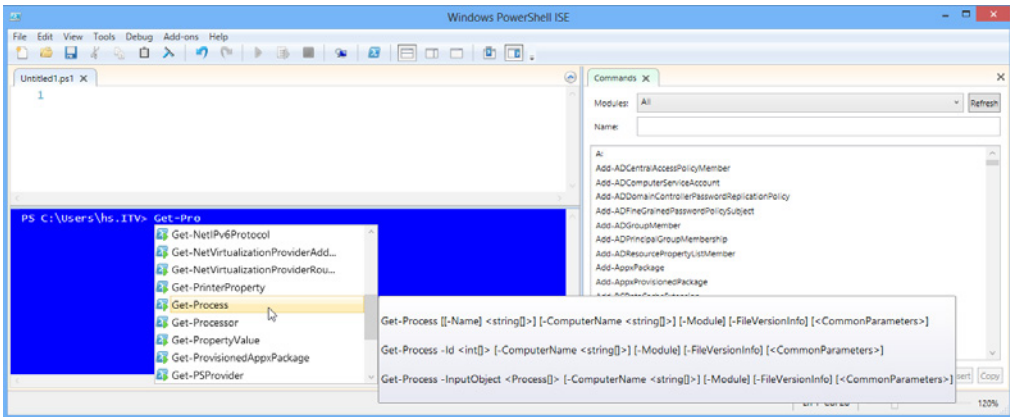 Windows PowerShell ISE
File Edit View Tools Debug Add-ons Help
Untitled1.ps1 X
1
PS C:\Users\hs.ITV> Get-Pro
Get-NetIPv6Protocol
Get-NetVirtualizationProviderAdd...
Get-NetVirtualizationProviderRou...
Get-PrinterProperty
Get-Process
Get-Processor
Get-PropertyValue
Get-ProvisionedAppxPackage
Get-PSProvider
Get-Process [[-Name] <string[]>] [-ComputerName <string[]>] [-Module] [-FileVersionInfo] [<CommonParameters>]
Get-Process -Id <int[]> [-ComputerName <string[]>] [-Module] [-FileVersionInfo] [<CommonParameters>]
Get-Process -InputObject <Process[]> [-ComputerName <string[]>] [-Module] [-FileVersionInfo] [<CommonParameters>]
Commands X
Modules: All Refresh
Name:
A:
Add-ADCentralAccessPolicyMember
Add-ADComputerServiceAccount
Add-ADDomainControllerPasswordReplicationPolicy
Add-ADFineGrainedPasswordPolicySubject
Add-ADGroupMember
Add-ADPrincipalGroupMembership
Add-ADResourcePropertyListMember
Add-AppxPackage
Add-AppxProvisionedPackage
Copy
120%